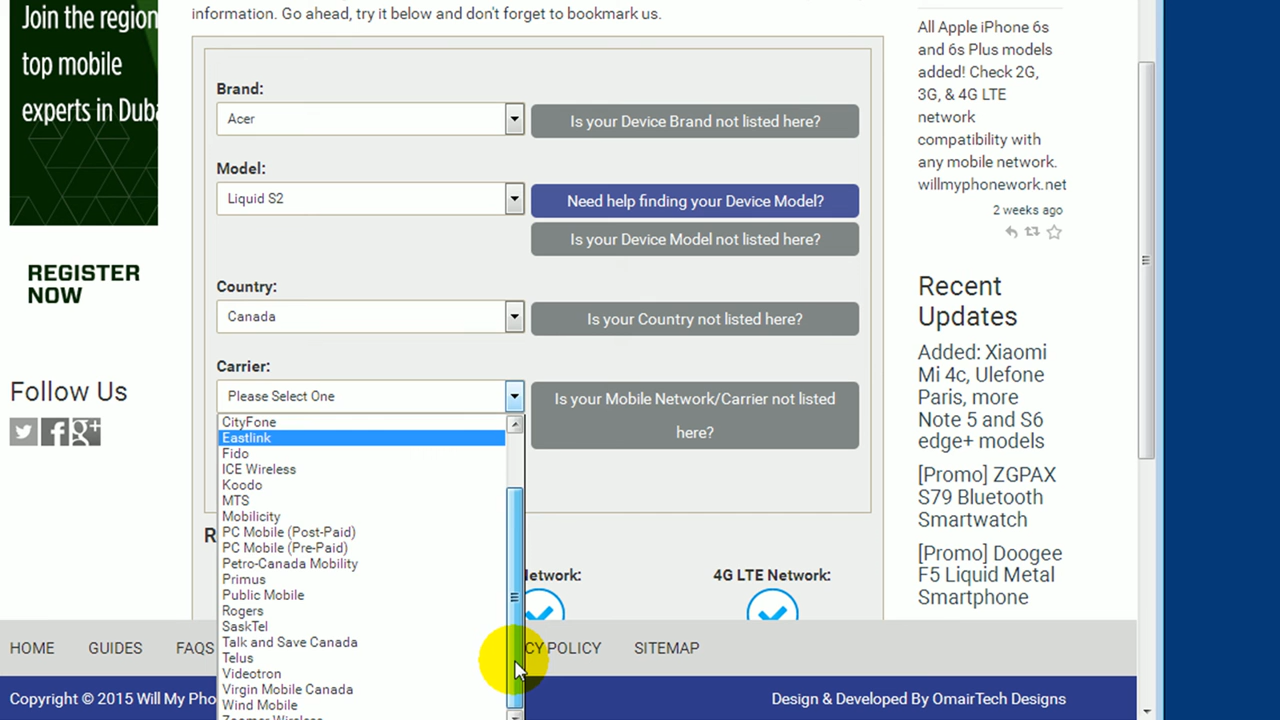 Join the region
top mobile
experts in Duba
REGISTER
NOW
Follow Us
information. Go ahead, try it below and don't forget to bookmark us.
Brand:
Acer
Is your Device Brand not listed here?
Model:
Liquid S2
Need help finding your Device Model?
Is your Device Model not listed here?
Country:
Canada
Is your Country not listed here?
Carrier:
Please Select One
Is your Mobile Network/Carrier not listed
here?
CityFone
Eastlink
Fido
ICE Wireless
Koodo
MTS
Mobilicity
PC Mobile (Post-Paid)
PC Mobile (Pre-Paid)
Petro-Canada Mobility
Primus
Public Mobile
Rogers
SaskTel
Talk and Save Canada
Telus
Videotron
Virgin Mobile Canada
Wind Mobile
Zoomer Wireless
R
etwork:
4G LTE Network:
All Apple iPhone 6s
and 6s Plus models
added! Check 2G,
3G, & 4G LTE
network
compatibility with
any mobile network.
willmyphonework.net
2 weeks ago
Recent
Updates
Added: Xiaomi
Mi 4c, Ulefone
Paris, more
Note 5 and S6
edge+ models
[Promo] ZGPAX
S79 Bluetooth
Smartwatch
[Promo] Doogee
F5 Liquid Metal
Smartphone
HOME GUIDES FAQS CY POLICY SITEMAP
Copyright © 2015 Will My Pho
Design & Developed By OmairTech Designs